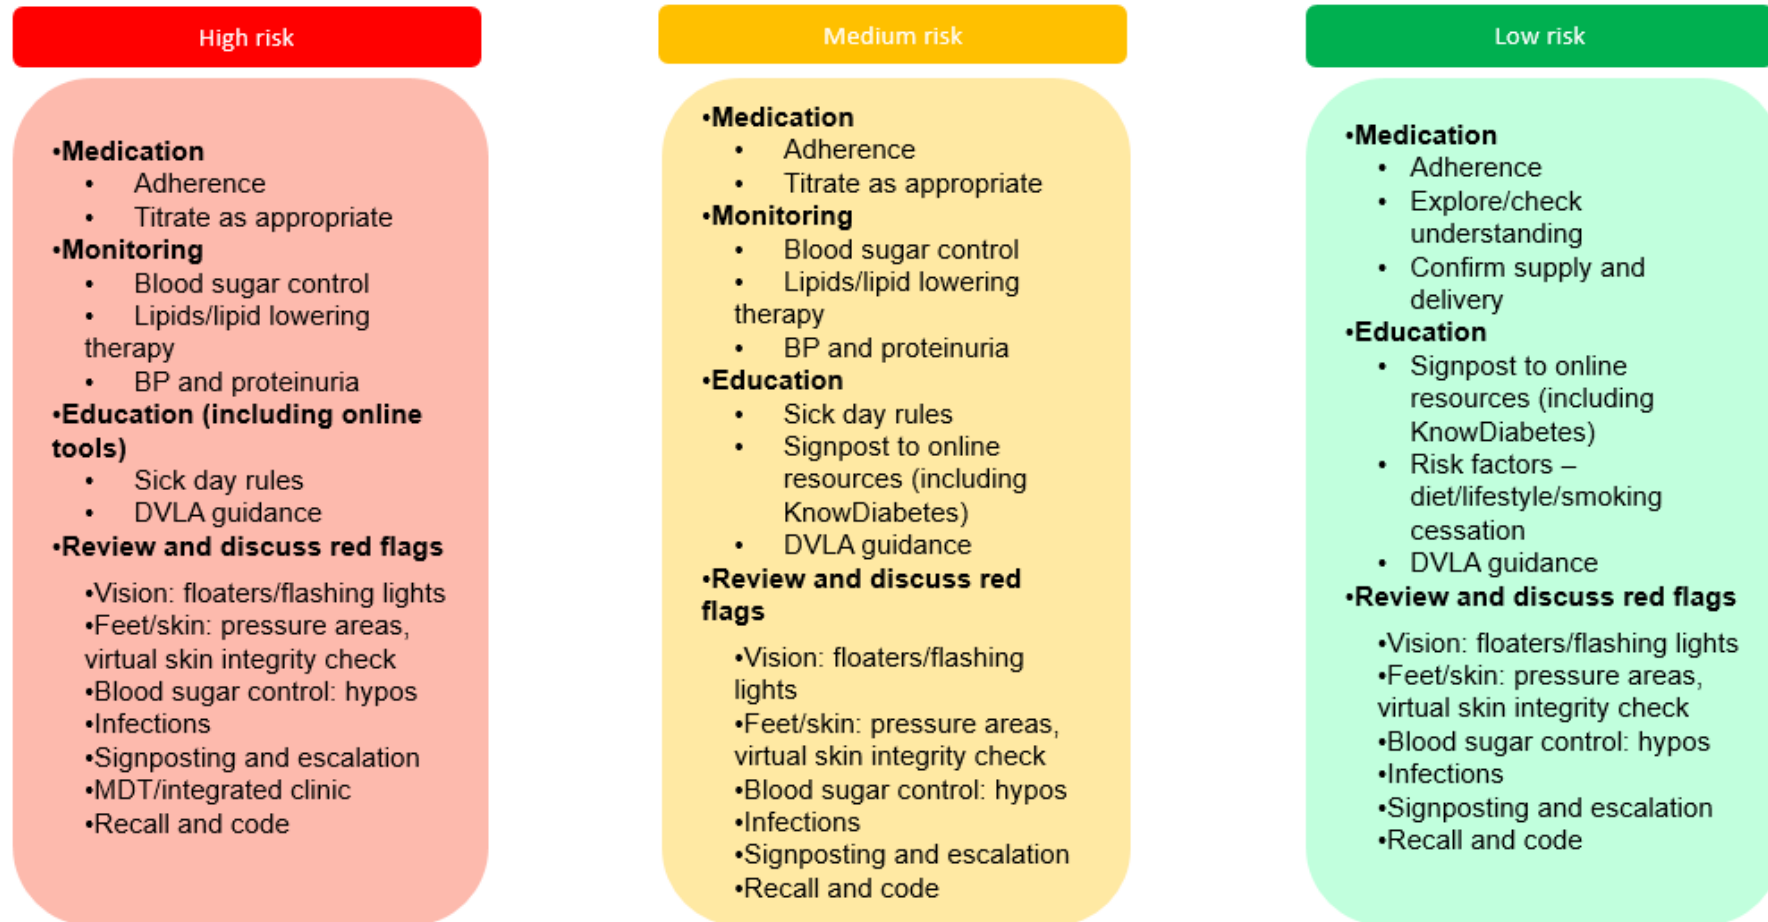 High risk
•Medication
• Adherence
• Titrate as appropriate
•Monitoring
• Blood sugar control
• Lipids/lipid lowering
therapy
• BP and proteinuria
•Education (including online
tools)
• Sick day rules
• DVLA guidance
•Review and discuss red flags
•Vision: floaters/flashing lights
•Feet/skin: pressure areas,
virtual skin integrity check
•Blood sugar control: hypos
•Infections
•Signposting and escalation
•MDT/integrated clinic
•Recall and code
Medium risk
•Medication
• Adherence
• Titrate as appropriate
•Monitoring
• Blood sugar control
• Lipids/lipid lowering
therapy
• BP and proteinuria
•Education
• Sick day rules
• Signpost to online
resources (including
KnowDiabetes)
• DVLA guidance
•Review and discuss red
flags
•Vision: floaters/flashing
lights
•Feet/skin: pressure areas,
virtual skin integrity check
•Blood sugar control: hypos
•Infections
•Signposting and escalation
•Recall and code
Low risk
•Medication
• Adherence
• Explore/check
understanding
• Confirm supply and
delivery
•Education
• Signpost to online
resources (including
KnowDiabetes)
• Risk factors –
diet/lifestyle/smoking
cessation
• DVLA guidance
•Review and discuss red flags
•Vision: floaters/flashing lights
•Feet/skin: pressure areas,
virtual skin integrity check
•Blood sugar control: hypos
•Infections
•Signposting and escalation
•Recall and code